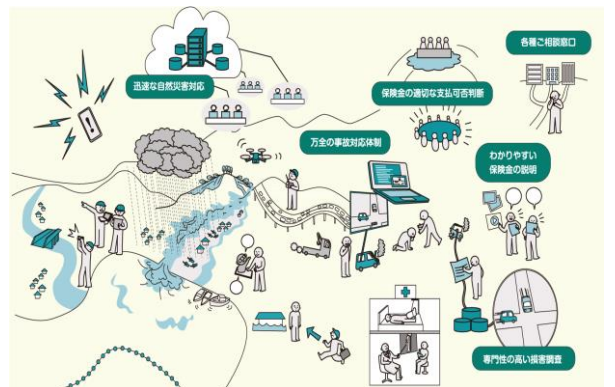 迅速な自然災害対応
保険金の適切な支払可否判断
各種ご相談窓口
万全の事故対応体制
わかりやすい
保険金の説明
専門性の高い損害調査